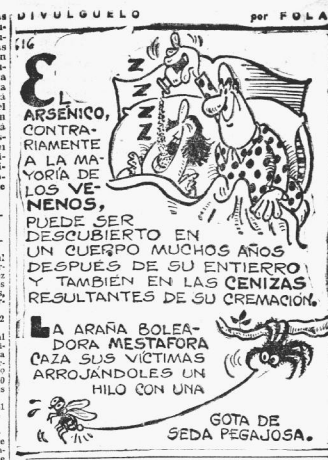 DIVULGUELO por FOLA
616
EL
ARSÉNICO,
CONTRA-
RIAMENTE
A LA MA-
YORÍA DE
LOS VE-
NENOS,
PUEDE SER
DESCUBIERTO EN
UN CUERPO MUCHOS AÑOS
DESPUÉS DE SU ENTIERRO
Y TAMBIÉN EN LAS CENIZAS
RESULTANTES DE SU CREMACIÓN.
Z
Z
Z
Z
LA ARAÑA BOLEA-
DORA MESTAFORA
CAZA SUS VÍCTIMAS
ARROJÁNDOLES UN
HILO CON UNA
GOTA DE
SEDA PEGAJOSA.